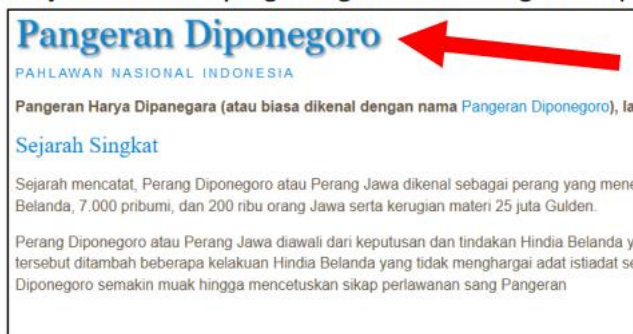 Pangeran Diponegoro
PAHLAWAN NASIONAL INDONESIA
Pangeran Harya Dipanegara (atau biasa dikenal dengan nama Pangeran Diponegoro), la
Sejarah Singkat
Sejarah mencatat, Perang Diponegoro atau Perang Jawa dikenal sebagai perang yang mene
Belanda, 7.000 pribumi, dan 200 ribu orang Jawa serta kerugian materi 25 juta Gulden.
Perang Diponegoro atau Perang Jawa diawali dari keputusan dan tindakan Hindia Belanda y
tersebut ditambah beberapa kelakuan Hindia Belanda yang tidak menghargai adat istiadat se
Diponegoro semakin muak hingga mencetuskan sikap perlawanan sang Pangeran